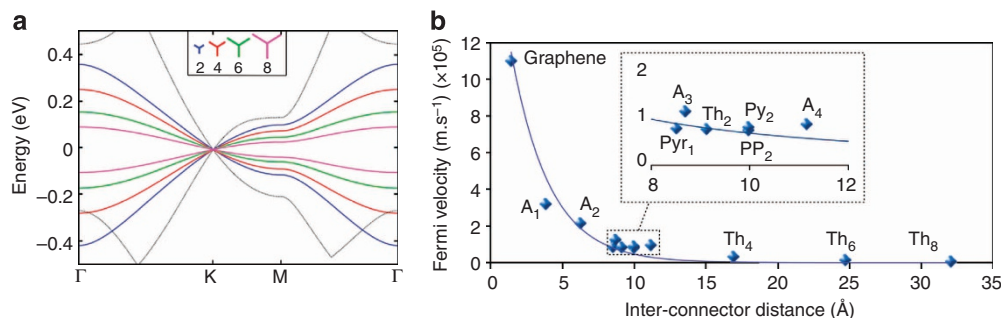 a
Energy (eV)
0.4
0.2
0
−0.2
−0.4
2 4 6 8
Γ K M Γ
b
Fermi velocity (m.s⁻¹) (×10⁵)
12
10
8
6
4
2
0
Graphene
A₁
A₂
Th₄
Th₆
Th₈
2
1
0
A₃
Th₂
Py₂
A₄
Pyr₁
PP₂
8 10 12
0 5 10 15 20 25 30 35
Inter-connector distance (Å)